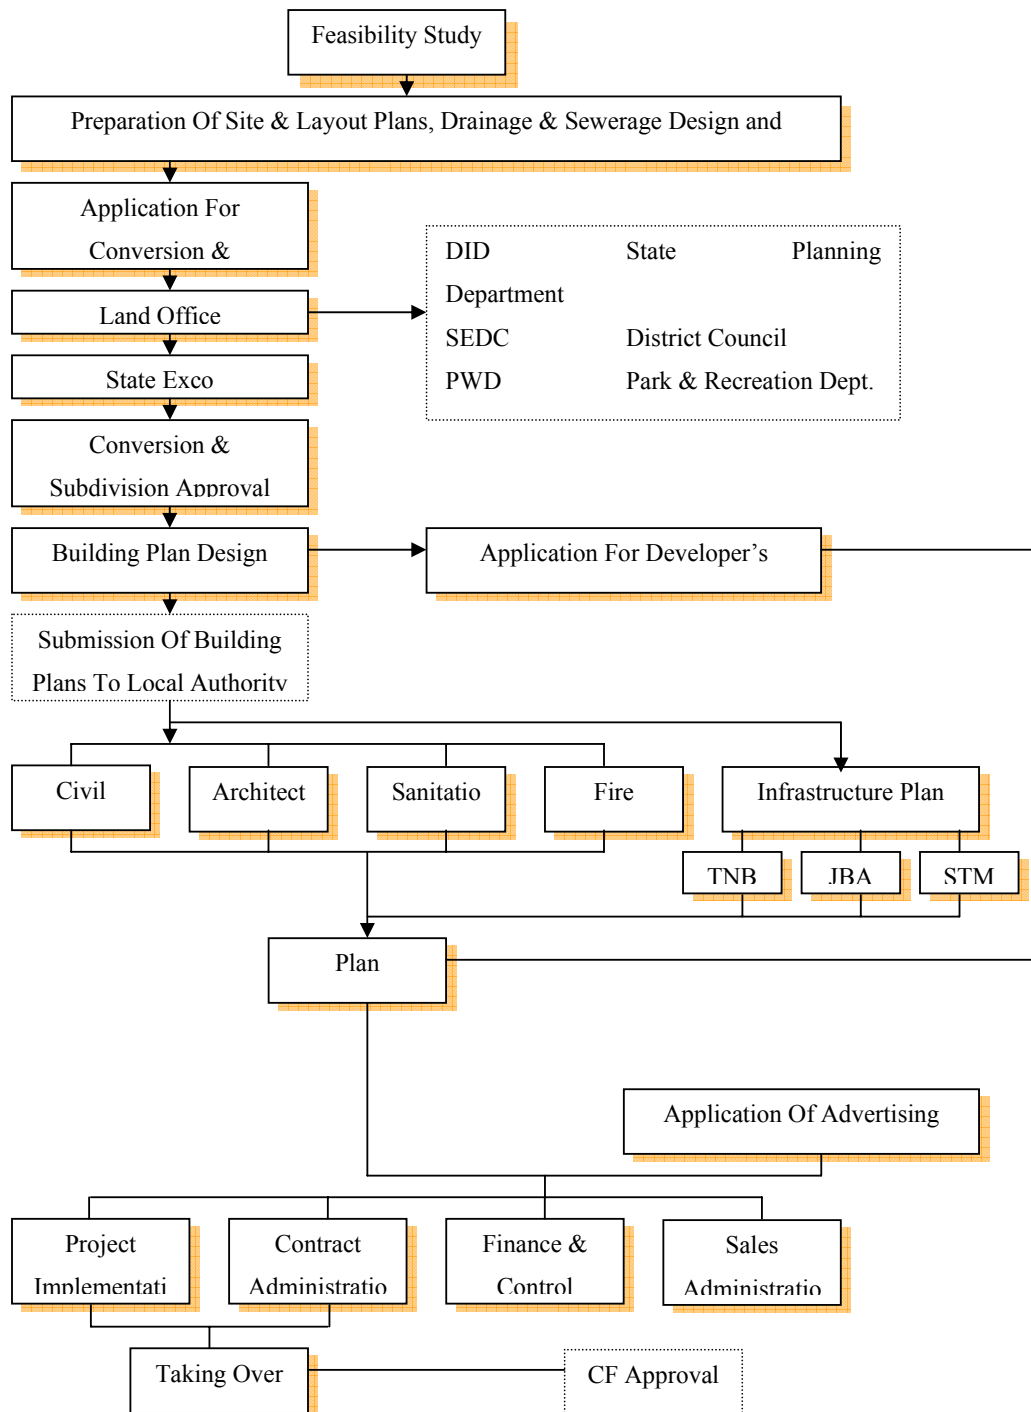 Feasibility Study
Preparation Of Site & Layout Plans, Drainage & Sewerage Design and
Application For
Conversion &
DID State Planning
Department
SEDC District Council
PWD Park & Recreation Dept.
Land Office
State Exco
Conversion &
Subdivision Approval
Building Plan Design
Application For Developer’s
Submission Of Building
Plans To Local Authority
Civil
Architect
Sanitatio
Fire
Infrastructure Plan
TNB
JBA
STM
Plan
Application Of Advertising
Project
Implementati
Contract
Administratio
Finance &
Control
Sales
Administratio
Taking Over
CF Approval